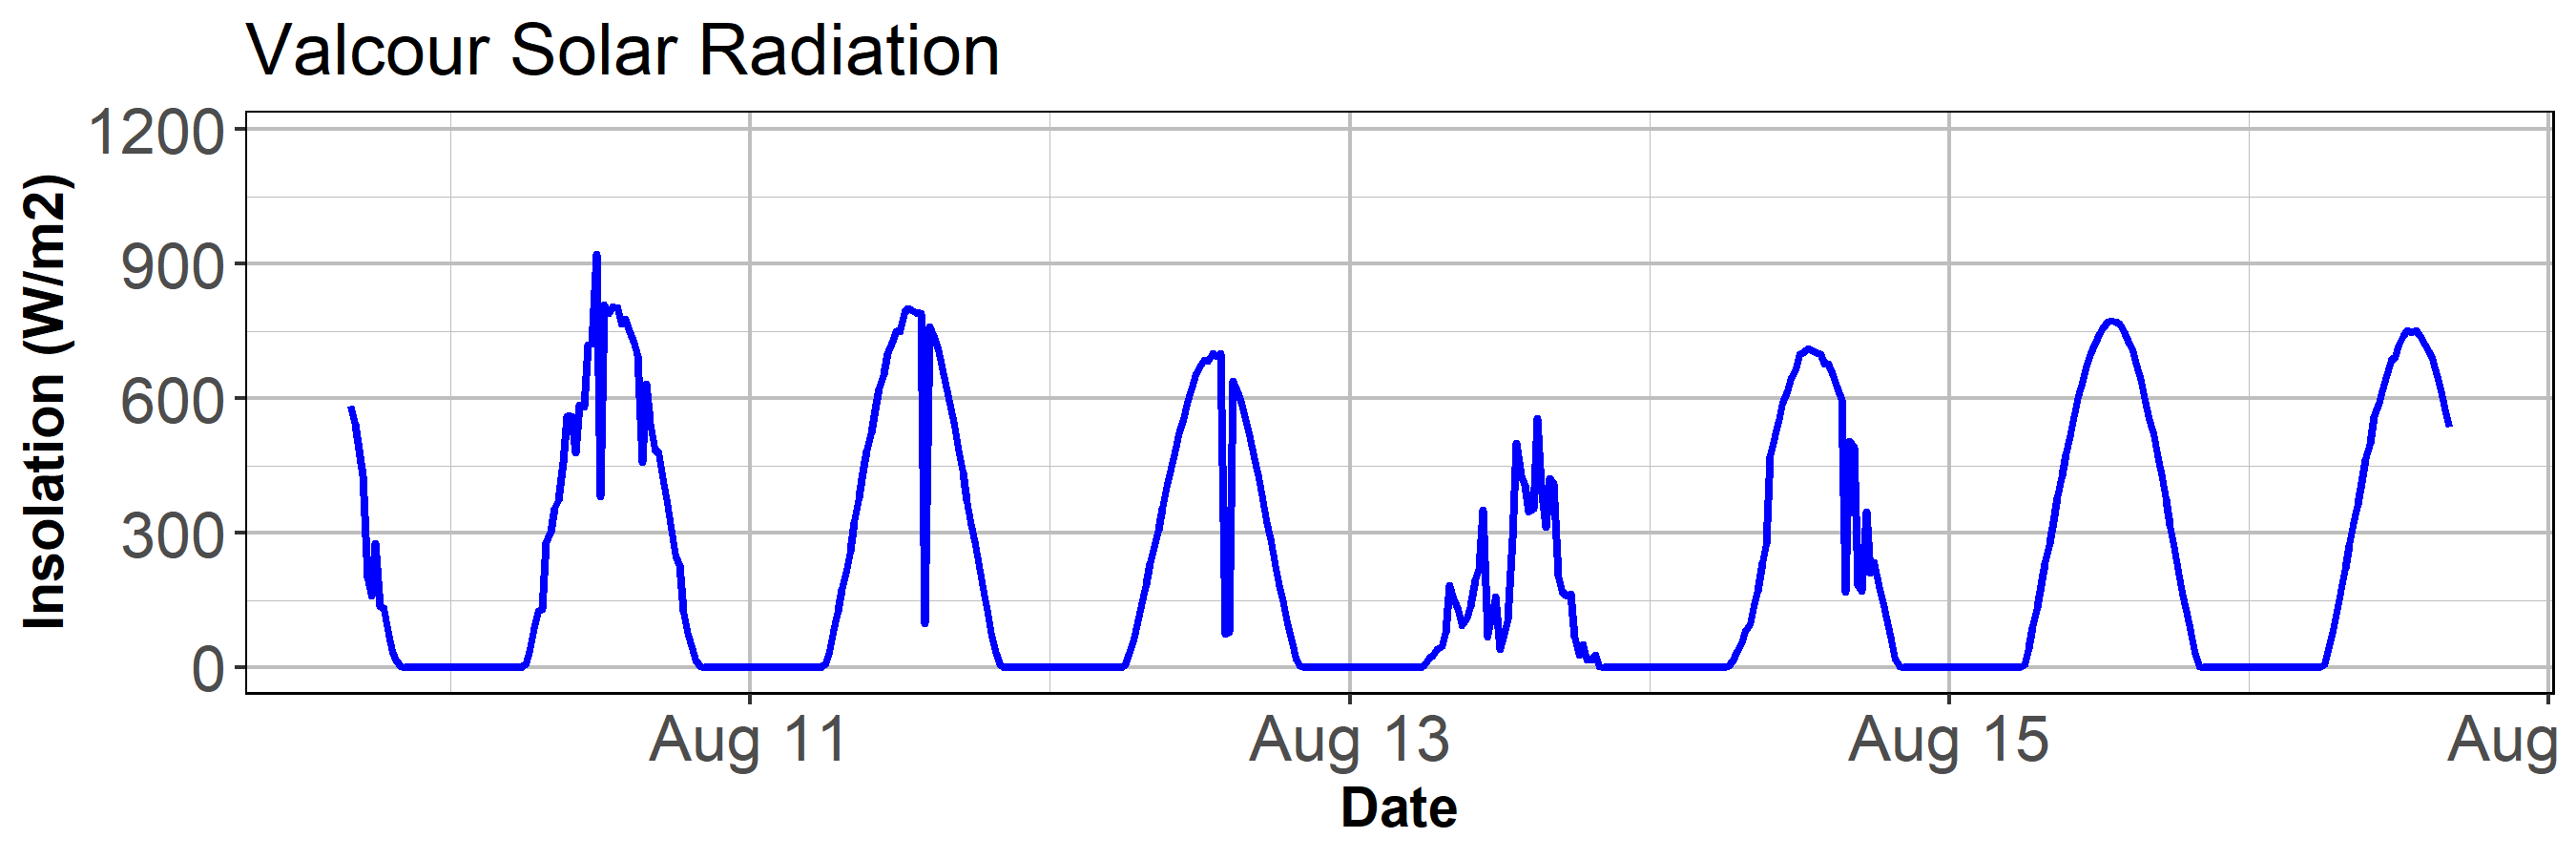 Valcour Solar Radiation
1200
900
600
300
0
Insolation (W/m2)
Aug 11
Aug 13
Aug 15
Aug
Date